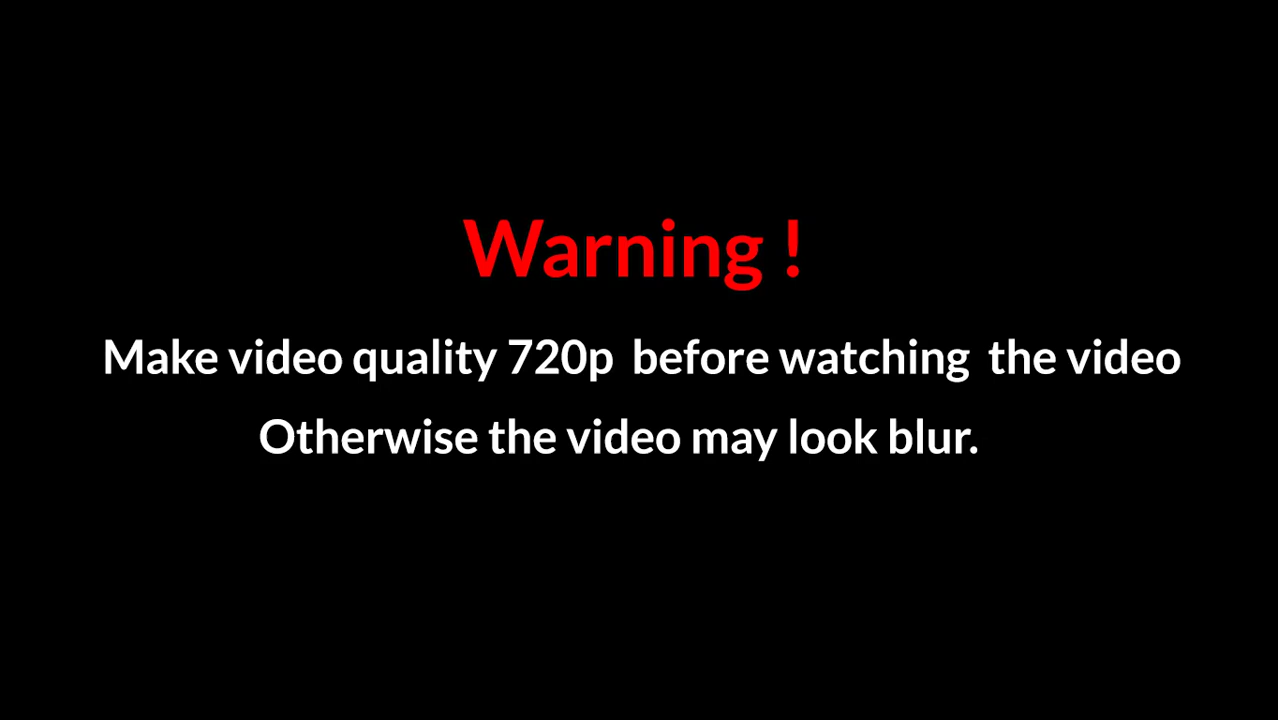 Warning !
Make video quality 720p before watching the video
Otherwise the video may look blur.